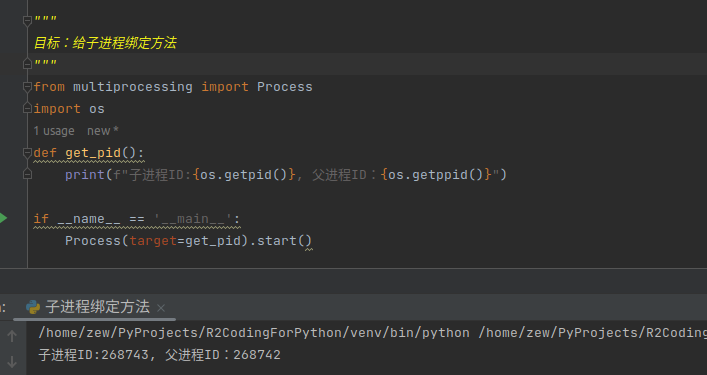 """
目标：给子进程绑定方法
"""
from multiprocessing import Process
import os
1 usage new *
def get_pid():
    print(f"子进程ID:{os.getpid()}, 父进程ID：{os.getppid()}")
if __name__ == '__main__':
    Process(target=get_pid).start()
子进程绑定方法 ×
/home/zew/PyProjects/R2CodingForPython/venv/bin/python /home/zew/PyProjects/R2Coding
子进程ID:268743, 父进程ID：268742